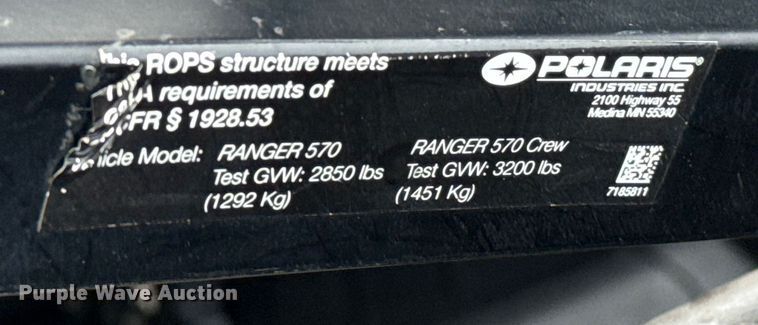 ROPS structure meets
requirements of
CFR § 1928.53
Vehicle Model: RANGER 570
Test GVW: 2850 lbs
(1292 Kg)
RANGER 570 Crew
Test GVW: 3200 lbs
(1451 Kg)
POLARIS®
INDUSTRIES INC.
2100 Highway 55
Medina MN 55340
7185811
Purple Wave Auction